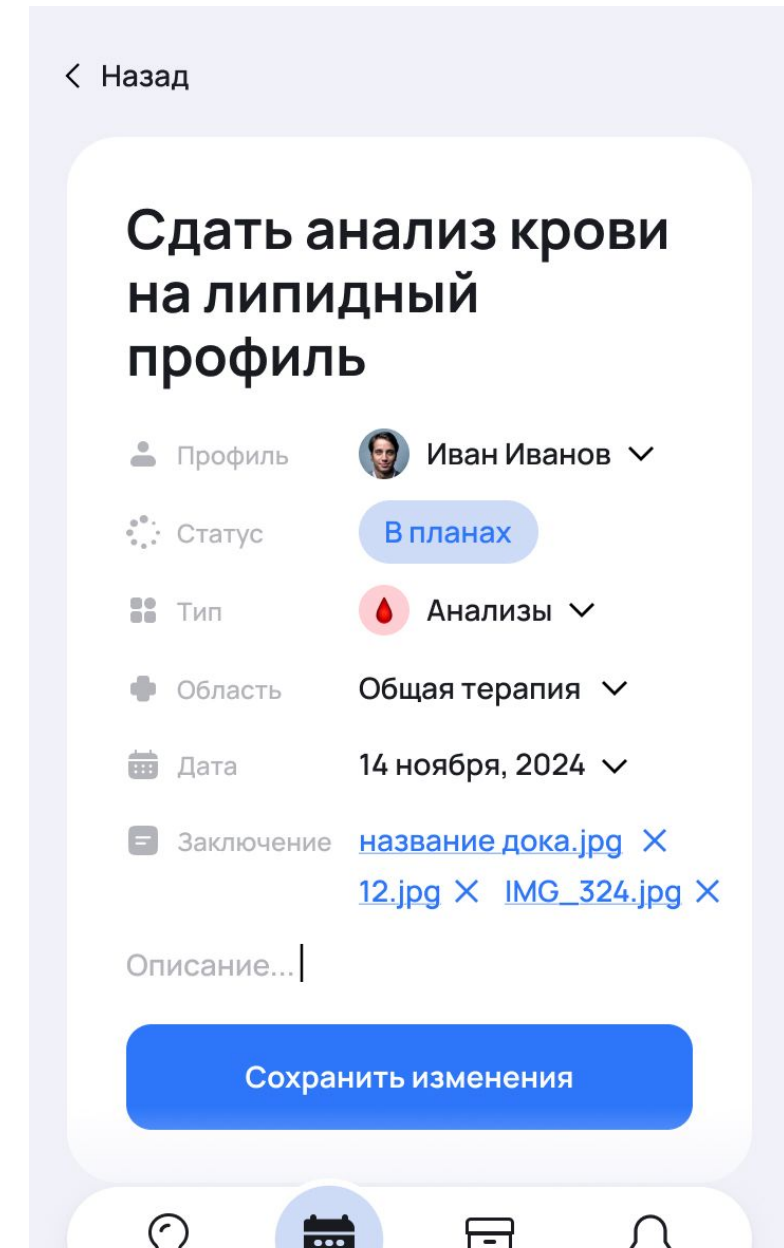 Назад
Сдать анализ крови
на липидный
профиль
Профиль Иван Иванов
Статус В планах
Тип Анализы
Область Общая терапия
Дата 14 ноября, 2024
Заключение название дока.jpg
12.jpg IMG_324.jpg
Описание...
Сохранить изменения